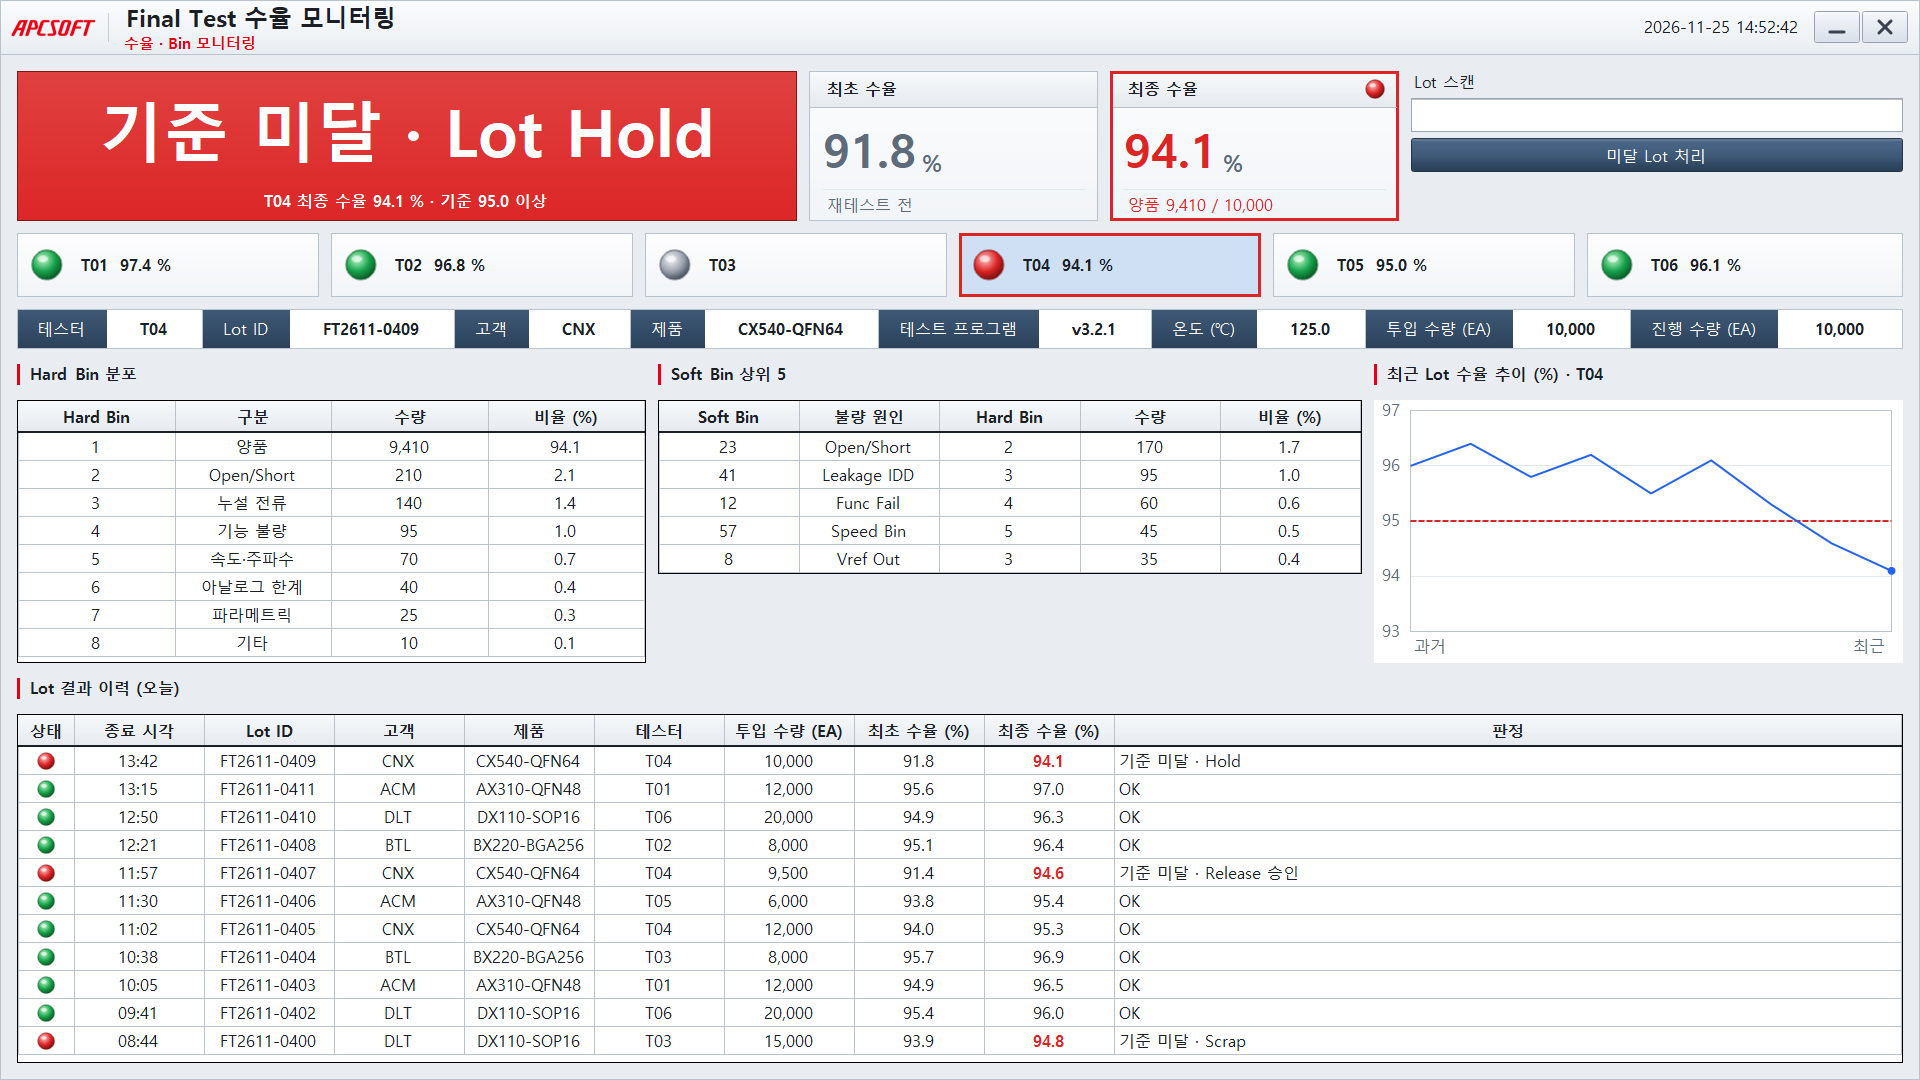 APCSOFT
Final Test 수율 모니터링
수율 · Bin 모니터링
2026-11-25 14:52:42
기준 미달 · Lot Hold
T04 최종 수율 94.1 % · 기준 95.0 이상
최초 수율
91.8 %
재테스트 전
최종 수율
94.1 %
양품 9,410 / 10,000
Lot 스캔
미달 Lot 처리
T01 97.4 %
T02 96.8 %
T03
T04 94.1 %
T05 95.0 %
T06 96.1 %
테스터 T04 Lot ID FT2611-0409 고객 CNX 제품 CX540-QFN64 테스트 프로그램 v3.2.1 온도 (℃) 125.0 투입 수량 (EA) 10,000 진행 수량 (EA) 10,000
Hard Bin 분포
Hard Bin 구분 수량 비율 (%)
1 양품 9,410 94.1
2 Open/Short 210 2.1
3 누설 전류 140 1.4
4 기능 불량 95 1.0
5 속도·주파수 70 0.7
6 아날로그 한계 40 0.4
7 파라메트릭 25 0.3
8 기타 10 0.1
Soft Bin 상위 5
Soft Bin 불량 원인 Hard Bin 수량 비율 (%)
23 Open/Short 2 170 1.7
41 Leakage IDD 3 95 1.0
12 Func Fail 4 60 0.6
57 Speed Bin 5 45 0.5
8 Vref Out 3 35 0.4
최근 Lot 수율 추이 (%) · T04
97
96
95
94
93
과거 최근
Lot 결과 이력 (오늘)
상태 종료 시각 Lot ID 고객 제품 테스터 투입 수량 (EA) 최초 수율 (%) 최종 수율 (%) 판정
13:42 FT2611-0409 CNX CX540-QFN64 T04 10,000 91.8 94.1 기준 미달 · Hold
13:15 FT2611-0411 ACM AX310-QFN48 T01 12,000 95.6 97.0 OK
12:50 FT2611-0410 DLT DX110-SOP16 T06 20,000 94.9 96.3 OK
12:21 FT2611-0408 BTL BX220-BGA256 T02 8,000 95.1 96.4 OK
11:57 FT2611-0407 CNX CX540-QFN64 T04 9,500 91.4 94.6 기준 미달 · Release 승인
11:30 FT2611-0406 ACM AX310-QFN48 T05 6,000 93.8 95.4 OK
11:02 FT2611-0405 CNX CX540-QFN64 T04 12,000 94.0 95.3 OK
10:38 FT2611-0404 BTL BX220-BGA256 T03 8,000 95.7 96.9 OK
10:05 FT2611-0403 ACM AX310-QFN48 T01 12,000 94.9 96.5 OK
09:41 FT2611-0402 DLT DX110-SOP16 T06 20,000 95.4 96.0 OK
08:44 FT2611-0400 DLT DX110-SOP16 T03 15,000 93.9 94.8 기준 미달 · Scrap